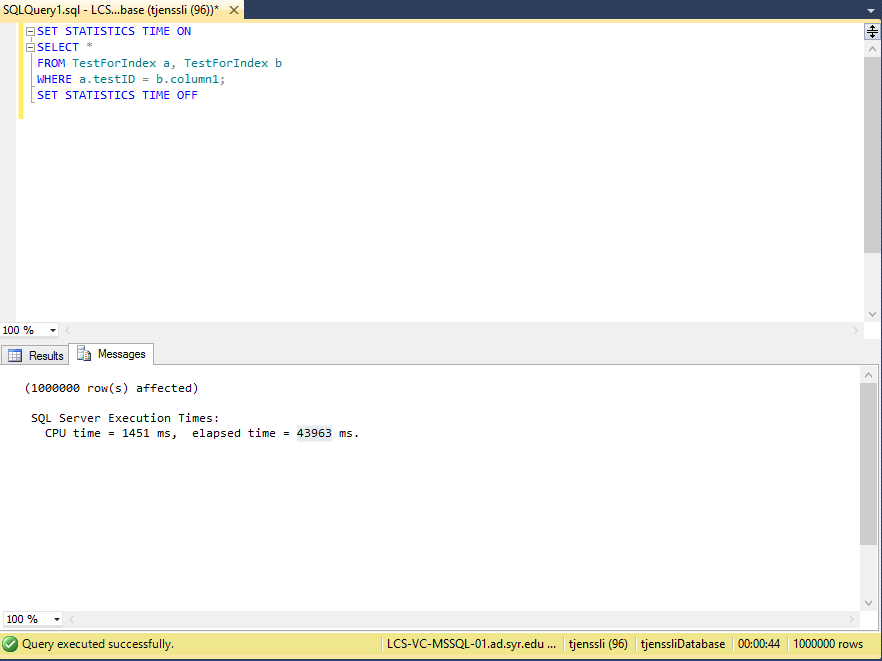 SQLQuery1.sql - LCS...base (tjenssli (96))*
SET STATISTICS TIME ON
SELECT *
FROM TestForIndex a, TestForIndex b
WHERE a.testID = b.column1;
SET STATISTICS TIME OFF
100 %
Results Messages
(1000000 row(s) affected)
SQL Server Execution Times:
CPU time = 1451 ms, elapsed time = 43963 ms.
100 %
Query executed successfully. LCS-VC-MSSQL-01.ad.syr.edu ... tjenssli (96) tjenssliDatabase 00:00:44 1000000 rows